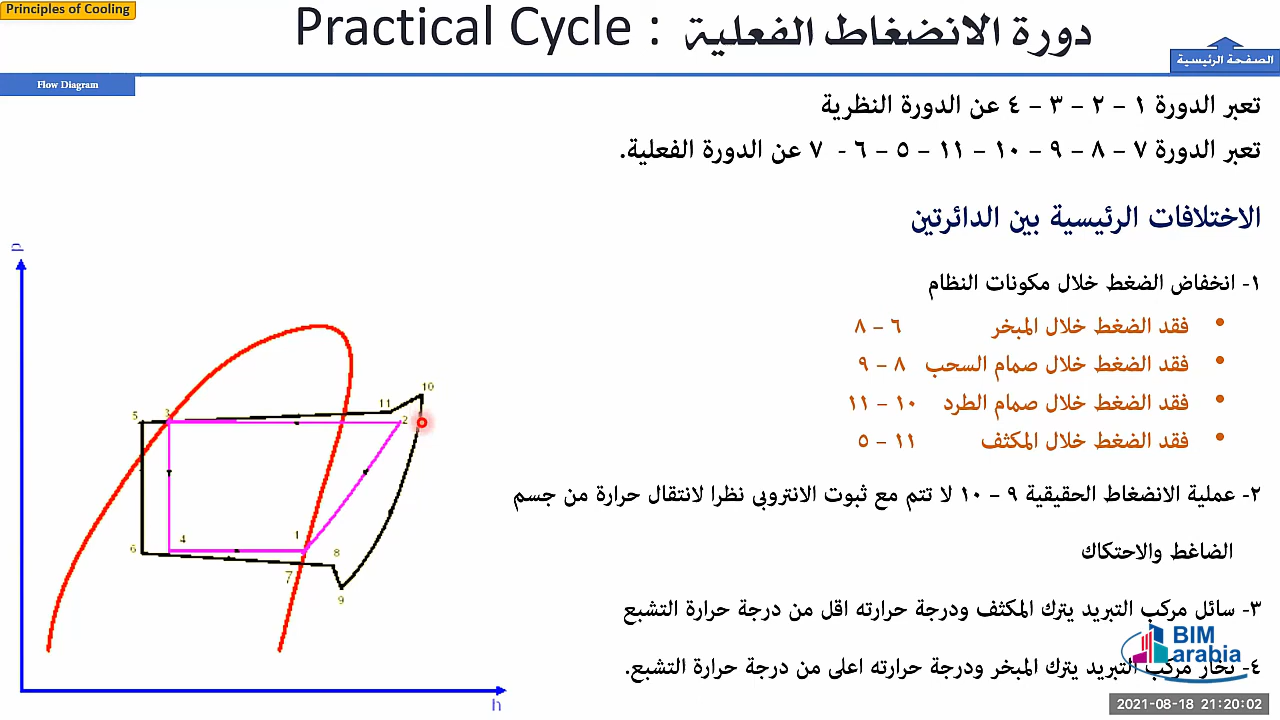 Principles of Cooling
دورة الانضغاط الفعلية : Practical Cycle
الصفحة الرئيسية
Flow Diagram
تعبر الدورة ١ – ٢ – ٣ – ٤ عن الدورة النظرية
تعبر الدورة ٧ – ٨ – ٩ – ١٠ – ١١ – ٥ – ٦ - ٧ عن الدورة الفعلية.
الاختلافات الرئيسية بين الدائرتين
١- انخفاض الضغط خلال مكونات النظام
• فقد الضغط خلال المبخر ٦ – ٨
• فقد الضغط خلال صمام السحب ٨ – ٩
• فقد الضغط خلال صمام الطرد ١٠ – ١١
• فقد الضغط خلال المكثف ١١ – ٥
٢- عملية الانضغاط الحقيقية ٩ – ١٠ لا تتم مع ثبوت الانتروبى نظرا لانتقال حرارة من جسم
الضاغط والاحتكاك
٣- سائل مركب التبريد يترك المكثف ودرجة حرارته اقل من درجة حرارة التشبع
٤- بخار مركب التبريد يترك المبخر ودرجة حرارته اعلى من درجة حرارة التشبع.
p
10
11
5
3
2
1
4
6
8
7
9
h
BIM
arabia
2021-08-18 21:20:02